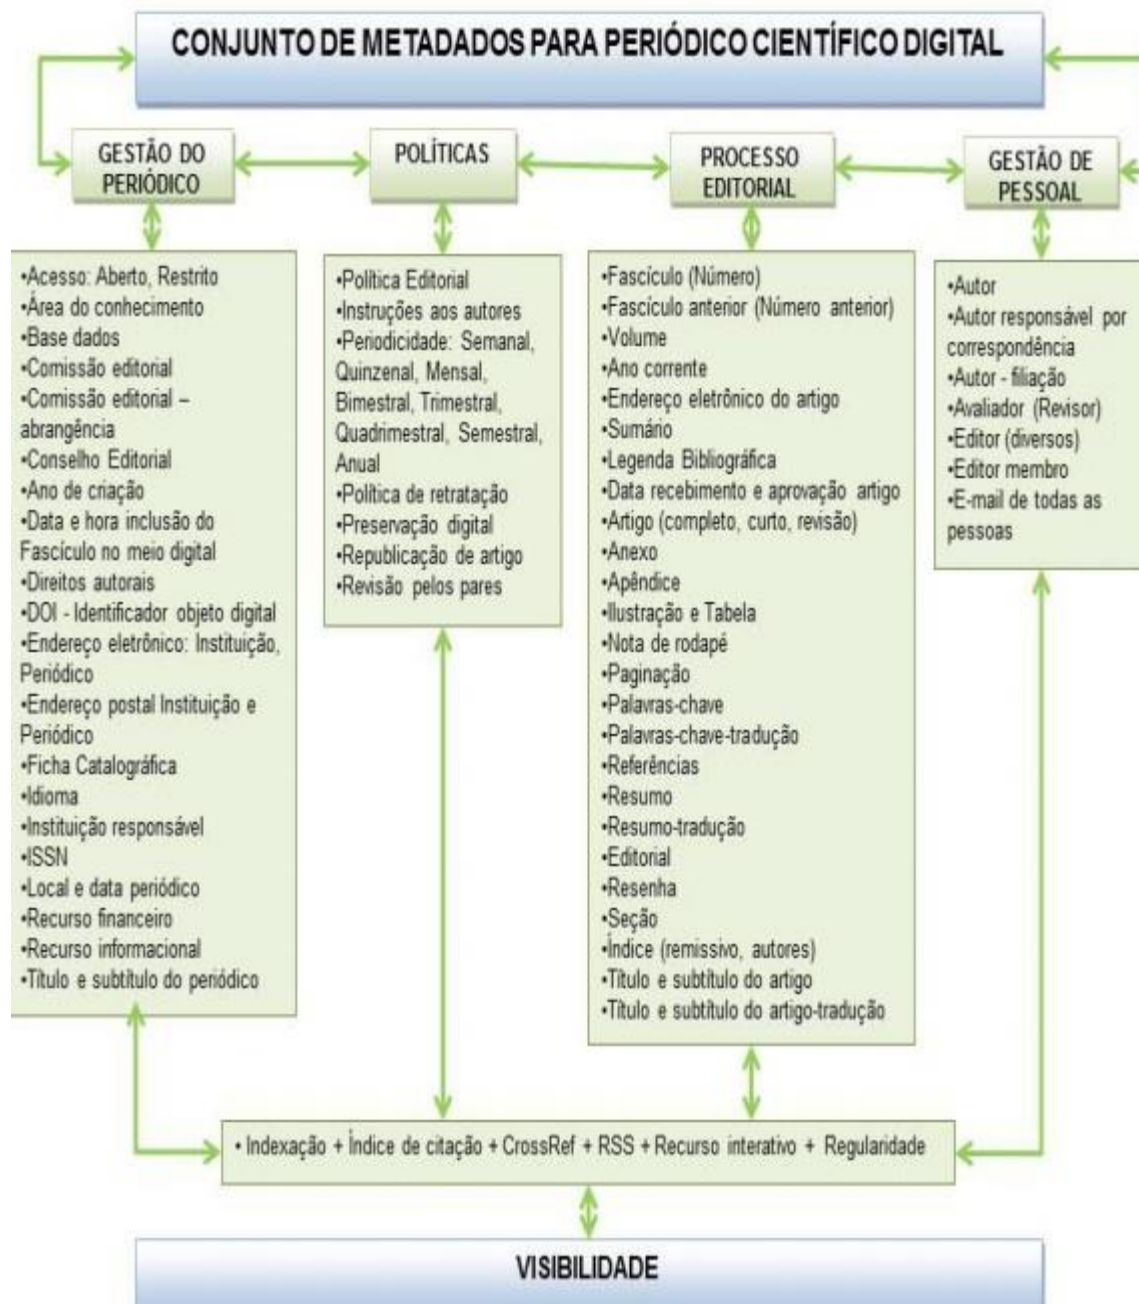 CONJUNTO DE METADADOS PARA PERIÓDICO CIENTÍFICO DIGITAL
GESTÃO DO
PERIÓDICO
POLÍTICAS
PROCESSO
EDITORIAL
GESTÃO DE
PESSOAL
•Acesso: Aberto, Restrito
•Área do conhecimento
•Base dados
•Comissão editorial
•Comissão editorial –
abrangência
•Conselho Editorial
•Ano de criação
•Data e hora inclusão do
Fascículo no meio digital
•Direitos autorais
•DOI - Identificador objeto digital
•Endereço eletrônico: Instituição,
Periódico
•Endereço postal Instituição e
Periódico
•Ficha Catalográfica
•Idioma
•Instituição responsável
•ISSN
•Local e data periódico
•Recurso financeiro
•Recurso informacional
•Título e subtítulo do periódico
•Política Editorial
•Instruções aos autores
•Periodicidade: Semanal,
Quinzenal, Mensal,
Bimestral, Trimestral,
Quadrimestral, Semestral,
Anual
•Política de retratação
•Preservação digital
•Republicação de artigo
•Revisão pelos pares
•Fascículo (Número)
•Fascículo anterior (Número anterior)
•Volume
•Ano corrente
•Endereço eletrônico do artigo
•Sumário
•Legenda Bibliográfica
•Data recebimento e aprovação artigo
•Artigo (completo, curto, revisão)
•Anexo
•Apêndice
•Ilustração e Tabela
•Nota de rodapé
•Paginação
•Palavras-chave
•Palavras-chave-tradução
•Referências
•Resumo
•Resumo-tradução
•Editorial
•Resenha
•Seção
•Índice (remissivo, autores)
•Título e subtítulo do artigo
•Título e subtítulo do artigo-tradução
•Autor
•Autor responsável por
correspondência
•Autor - filiação
•Avaliador (Revisor)
•Editor (diversos)
•Editor membro
•E-mail de todas as
pessoas
• Indexação + Índice de citação + CrossRef + RSS + Recurso interativo + Regularidade
VISIBILIDADE